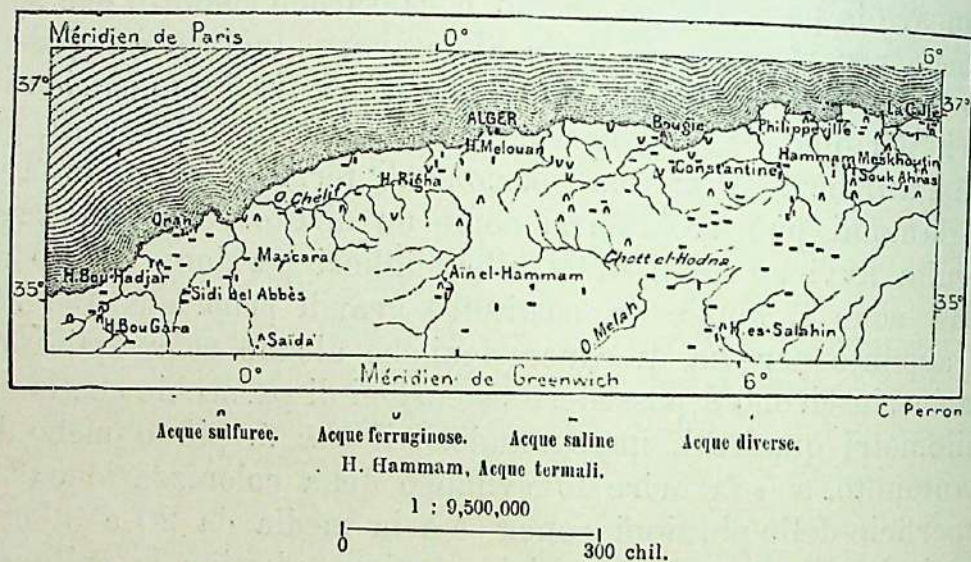 Méridien de Paris 0° 6°
37° 37°
La Calle
ALGER Bougie Philippeville
H. Melouan
Constantine Hammam Meskhoutin
H. Righa Souk Ahras
O. Chélif
Oran
Mascara Chott el-Hodna
H. Bou-Hadjar Aïn el-Hammam
35° 35°
Sidi bel Abbès
O. Melah
H. Bou Gara H. es-Salahin
Saïda
0° Méridien de Greenwich 6°
C. Perron
Acque sulfuree. Acque ferruginose. Acque saline Acque diverse.
H. Hammam, Acque termali.
1 : 9,500,000
0 300 chil.